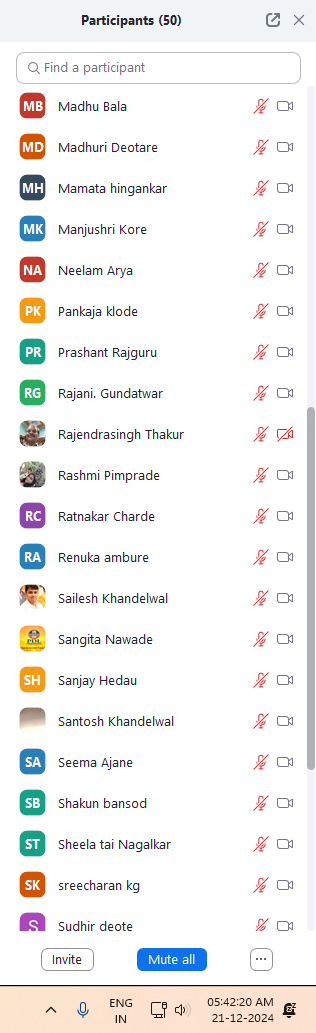 Participants (50)
Find a participant
MB Madhu Bala
MD Madhuri Deotare
MH Mamata hingankar
MK Manjushri Kore
NA Neelam Arya
PK Pankaja klode
PR Prashant Rajguru
RG Rajani. Gundatwar
Rajendrasingh Thakur
Rashmi Pimprade
RC Ratnakar Charde
RA Renuka ambure
Sailesh Khandelwal
Sangita Nawade
SH Sanjay Hedau
Santosh Khandelwal
SA Seema Ajane
SB Shakun bansod
ST Sheela tai Nagalkar
SK sreecharan kg
S Sudhir deote
Invite Mute all ...
ENG 05:42:20 AM
IN 21-12-2024